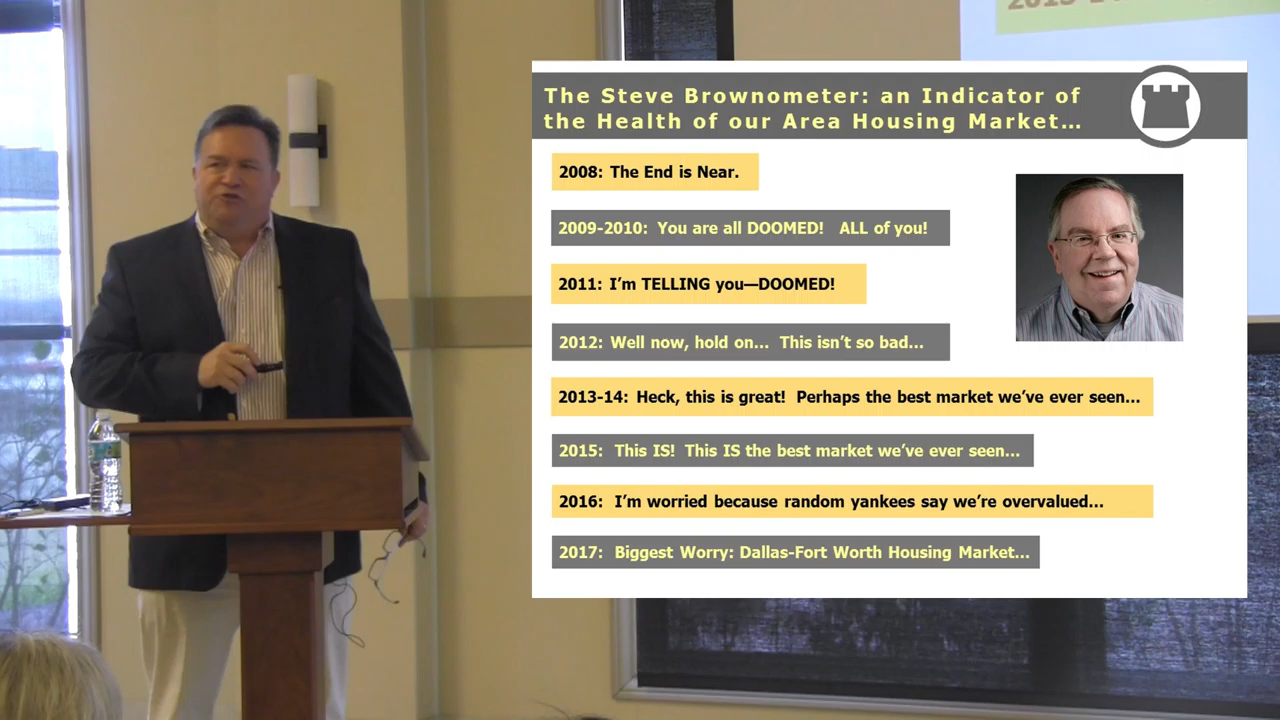 The Steve Brownometer: an Indicator of
the Health of our Area Housing Market…
2008: The End is Near.
2009-2010: You are all DOOMED! ALL of you!
2011: I’m TELLING you—DOOMED!
2012: Well now, hold on… This isn’t so bad…
2013-14: Heck, this is great! Perhaps the best market we’ve ever seen…
2015: This IS! This IS the best market we’ve ever seen…
2016: I’m worried because random yankees say we’re overvalued…
2017: Biggest Worry: Dallas-Fort Worth Housing Market…